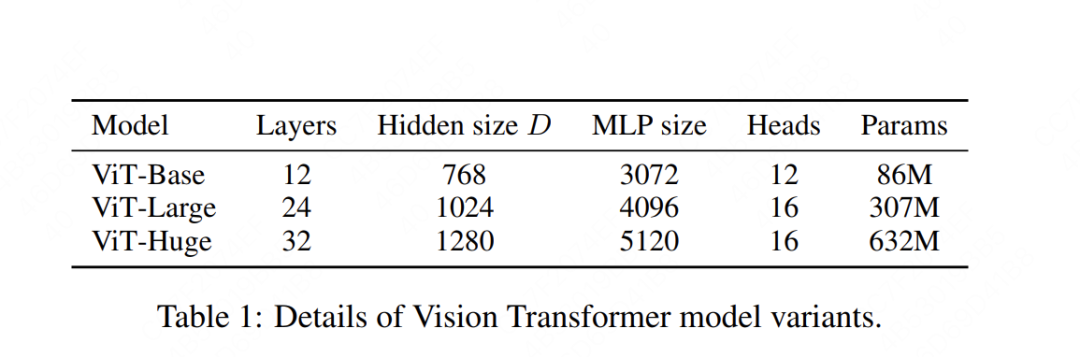 Model Layers Hidden size D MLP size Heads Params
ViT-Base 12 768 3072 12 86M
ViT-Large 24 1024 4096 16 307M
ViT-Huge 32 1280 5120 16 632M
Table 1: Details of Vision Transformer model variants.